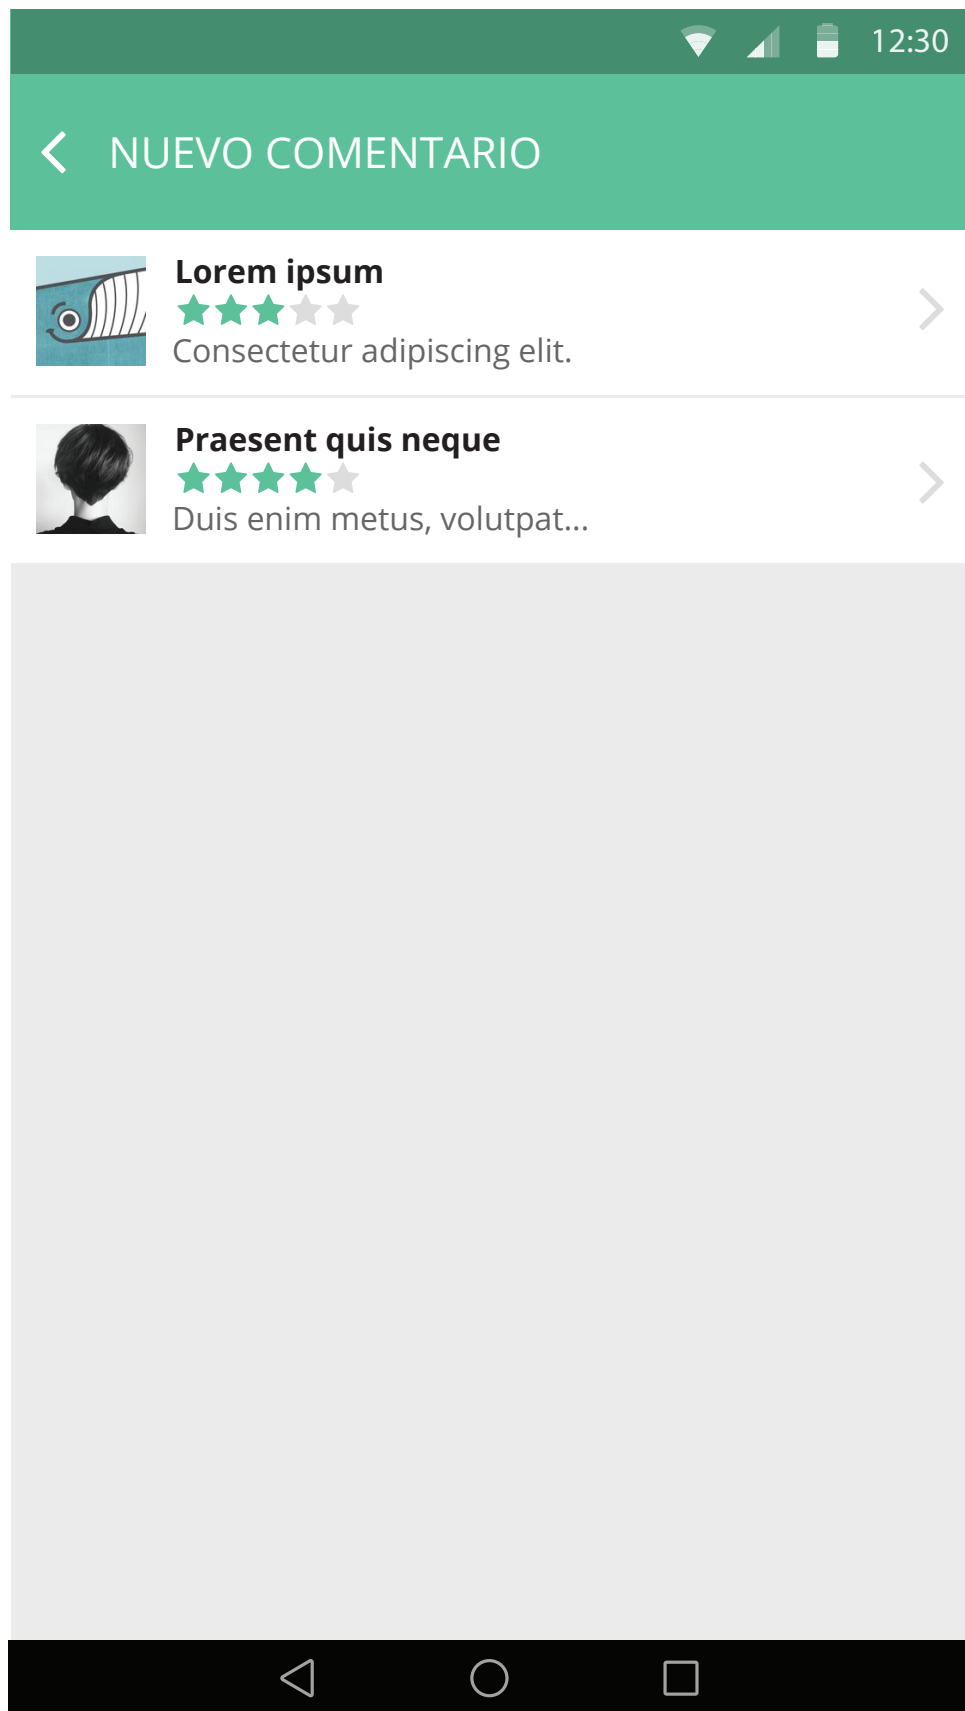 12:30
NUEVO COMENTARIO
Lorem ipsum
Consectetur adipiscing elit.
Praesent quis neque
Duis enim metus, volutpat...